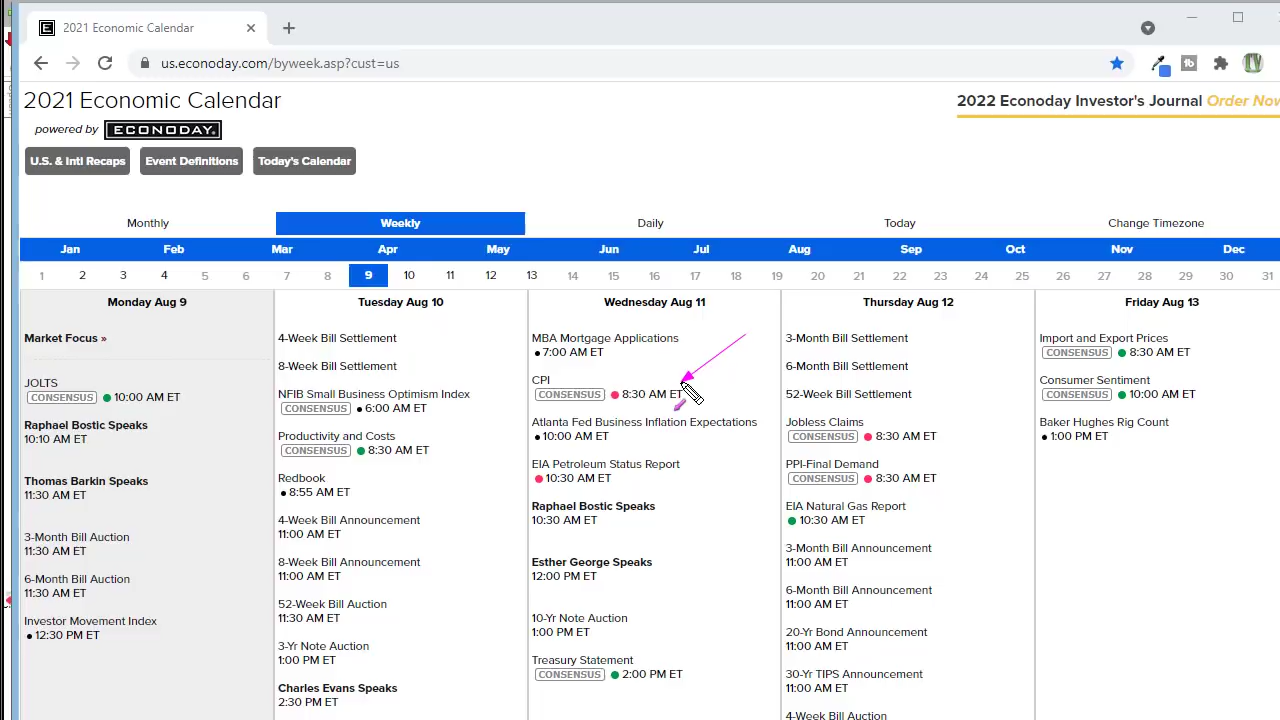 2021 Economic Calendar
us.econoday.com/byweek.asp?cust=us
2021 Economic Calendar
2022 Econoday Investor's Journal Order Now
powered by ECONODAY
U.S. & Intl Recaps Event Definitions Today's Calendar
Monthly Weekly Daily Today Change Timezone
Jan Feb Mar Apr May Jun Jul Aug Sep Oct Nov Dec
1 2 3 4 5 6 7 8 9 10 11 12 13 14 15 16 17 18 19 20 21 22 23 24 25 26 27 28 29 30 31
Monday Aug 9
Market Focus »
JOLTS
CONSENSUS 10:00 AM ET
Raphael Bostic Speaks
10:10 AM ET
Thomas Barkin Speaks
11:30 AM ET
3-Month Bill Auction
11:30 AM ET
6-Month Bill Auction
11:30 AM ET
Investor Movement Index
12:30 PM ET
Tuesday Aug 10
4-Week Bill Settlement
8-Week Bill Settlement
NFIB Small Business Optimism Index
CONSENSUS 6:00 AM ET
Productivity and Costs
CONSENSUS 8:30 AM ET
Redbook
8:55 AM ET
4-Week Bill Announcement
11:00 AM ET
8-Week Bill Announcement
11:00 AM ET
52-Week Bill Auction
11:30 AM ET
3-Yr Note Auction
1:00 PM ET
Charles Evans Speaks
2:30 PM ET
Wednesday Aug 11
MBA Mortgage Applications
7:00 AM ET
CPI
CONSENSUS 8:30 AM ET
Atlanta Fed Business Inflation Expectations
10:00 AM ET
EIA Petroleum Status Report
10:30 AM ET
Raphael Bostic Speaks
10:30 AM ET
Esther George Speaks
12:00 PM ET
10-Yr Note Auction
1:00 PM ET
Treasury Statement
CONSENSUS 2:00 PM ET
Thursday Aug 12
3-Month Bill Settlement
6-Month Bill Settlement
52-Week Bill Settlement
Jobless Claims
CONSENSUS 8:30 AM ET
PPI-Final Demand
CONSENSUS 8:30 AM ET
EIA Natural Gas Report
10:30 AM ET
3-Month Bill Announcement
11:00 AM ET
6-Month Bill Announcement
11:00 AM ET
20-Yr Bond Announcement
11:00 AM ET
30-Yr TIPS Announcement
11:00 AM ET
4-Week Bill Auction
Friday Aug 13
Import and Export Prices
CONSENSUS 8:30 AM ET
Consumer Sentiment
CONSENSUS 10:00 AM ET
Baker Hughes Rig Count
1:00 PM ET